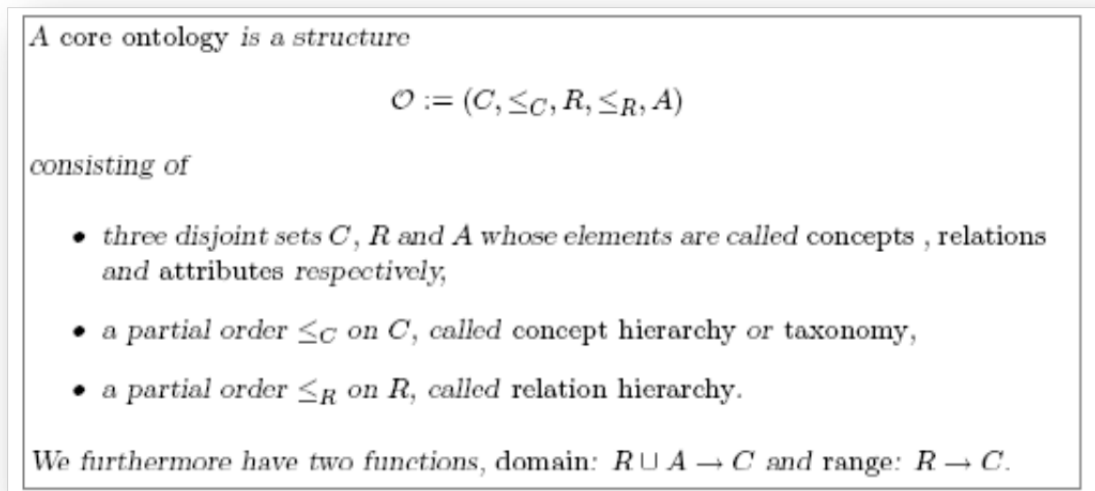 A core ontology is a structure
𝒪 := (C, ≤_C, R, ≤_R, A)
consisting of
• three disjoint sets C, R and A whose elements are called concepts , relations
and attributes respectively,
• a partial order ≤_C on C, called concept hierarchy or taxonomy,
• a partial order ≤_R on R, called relation hierarchy.
We furthermore have two functions, domain: R ∪ A → C and range: R → C.